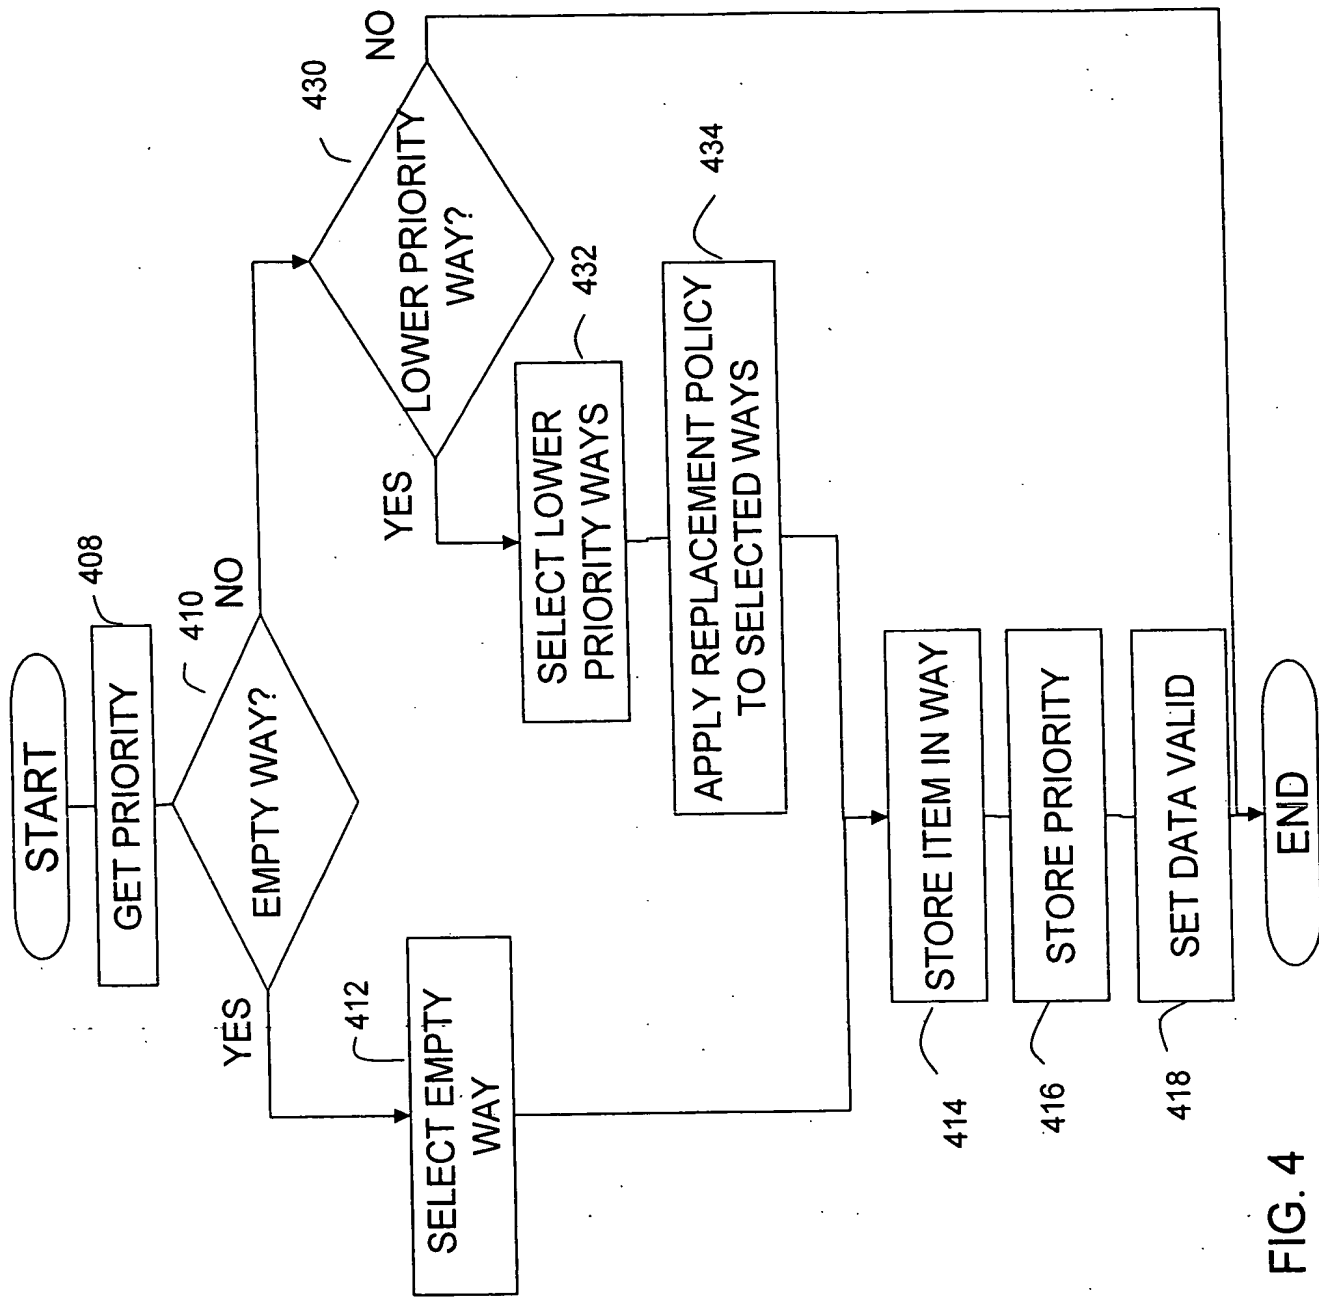 START
408
GET PRIORITY
410
EMPTY WAY?
YES
NO
412
SELECT EMPTY
WAY
430
LOWER PRIORITY
WAY?
YES
NO
432
SELECT LOWER
PRIORITY WAYS
434
APPLY REPLACEMENT POLICY
TO SELECTED WAYS
414
STORE ITEM IN WAY
416
STORE PRIORITY
418
SET DATA VALID
END
FIG. 4